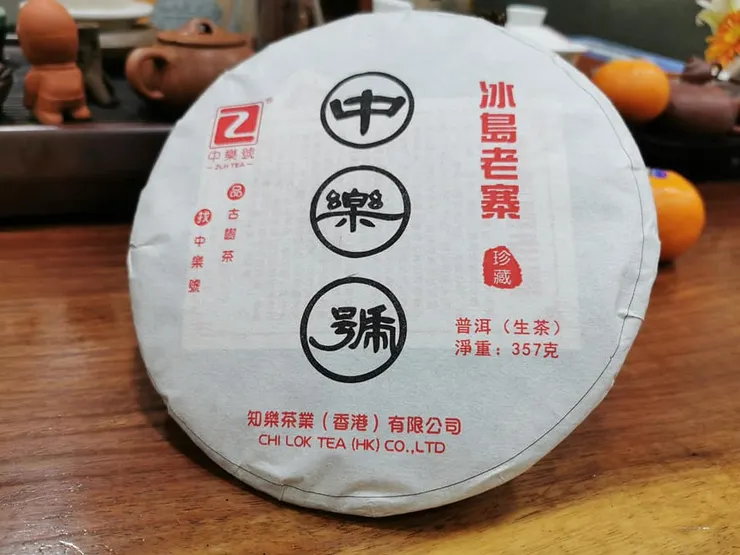 中樂號
ZLH TEA
品古樹茶
找中樂號
中
樂
號
冰島老寨
珍藏
普洱（生茶）
淨重：357克
知樂茶業（香港）有限公司
CHI LOK TEA (HK) CO.,LTD